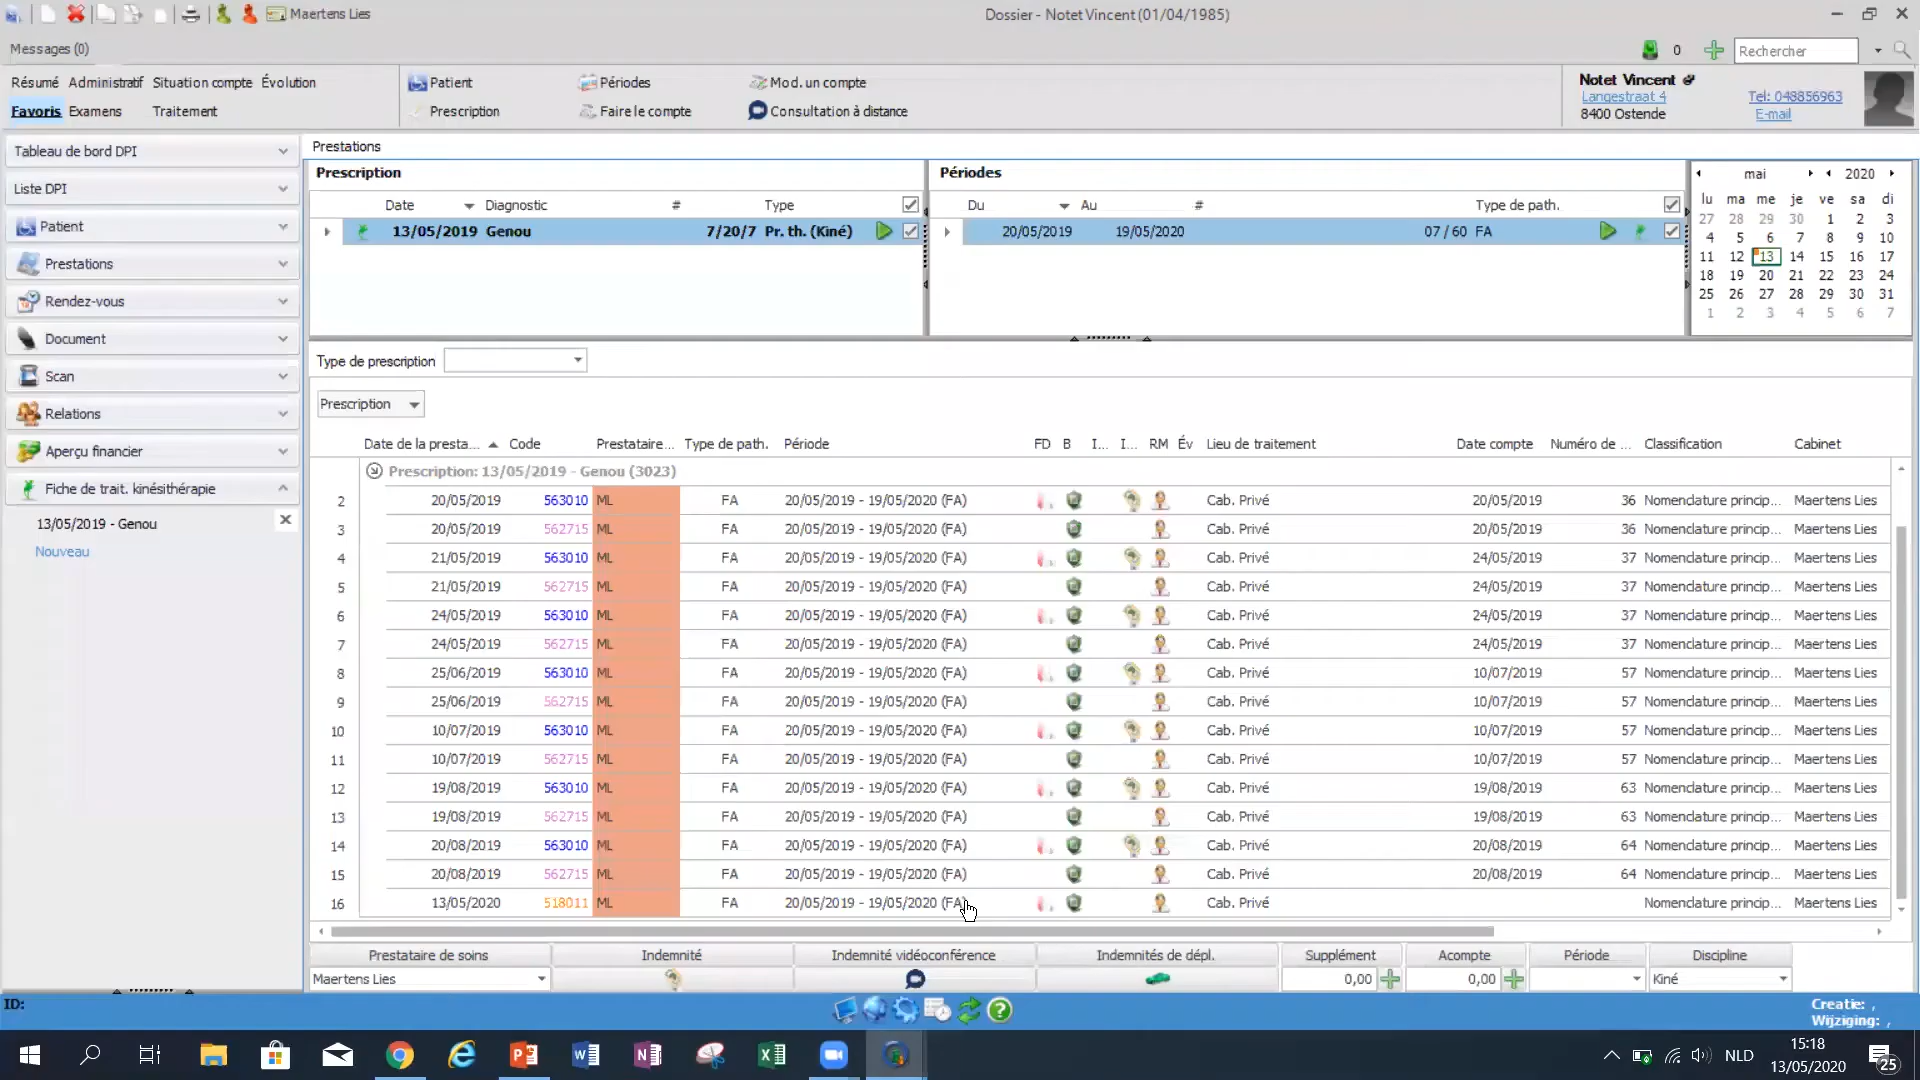 Maertens Lies
Dossier - Notet Vincent (01/04/1985)
Messages (0)
0
Rechercher
Résumé Administratif Situation compte Évolution
Favoris Examens Traitement
Patient Périodes Mod. un compte
Prescription Faire le compte Consultation à distance
Notet Vincent
Langestraat 4 Tel: 048856963
8400 Ostende E-mail
Tableau de bord DPI
Liste DPI
Patient
Prestations
Rendez-vous
Document
Scan
Relations
Aperçu financier
Fiche de trait. kinésithérapie
13/05/2019 - Genou
Nouveau
Prestations
Prescription
Date Diagnostic # Type
13/05/2019 Genou 7/20/7 Pr. th. (Kiné)
Périodes
Du Au # Type de path.
20/05/2019 19/05/2020 07 / 60 FA
mai 2020
lu ma me je ve sa di
27 28 29 30 1 2 3
4 5 6 7 8 9 10
11 12 13 14 15 16 17
18 19 20 21 22 23 24
25 26 27 28 29 30 31
1 2 3 4 5 6 7
Type de prescription
Prescription
Date de la presta... Code Prestataire... Type de path. Période FD B I... I... RM Év Lieu de traitement Date compte Numéro de ... Classification Cabinet
Prescription: 13/05/2019 - Genou (3023)
2 20/05/2019 563010 ML FA 20/05/2019 - 19/05/2020 (FA) Cab. Privé 20/05/2019 36 Nomenclature princip... Maertens Lies
3 20/05/2019 562715 ML FA 20/05/2019 - 19/05/2020 (FA) Cab. Privé 20/05/2019 36 Nomenclature princip... Maertens Lies
4 21/05/2019 563010 ML FA 20/05/2019 - 19/05/2020 (FA) Cab. Privé 24/05/2019 37 Nomenclature princip... Maertens Lies
5 21/05/2019 562715 ML FA 20/05/2019 - 19/05/2020 (FA) Cab. Privé 24/05/2019 37 Nomenclature princip... Maertens Lies
6 24/05/2019 563010 ML FA 20/05/2019 - 19/05/2020 (FA) Cab. Privé 24/05/2019 37 Nomenclature princip... Maertens Lies
7 24/05/2019 562715 ML FA 20/05/2019 - 19/05/2020 (FA) Cab. Privé 24/05/2019 37 Nomenclature princip... Maertens Lies
8 25/06/2019 563010 ML FA 20/05/2019 - 19/05/2020 (FA) Cab. Privé 10/07/2019 57 Nomenclature princip... Maertens Lies
9 25/06/2019 562715 ML FA 20/05/2019 - 19/05/2020 (FA) Cab. Privé 10/07/2019 57 Nomenclature princip... Maertens Lies
10 10/07/2019 563010 ML FA 20/05/2019 - 19/05/2020 (FA) Cab. Privé 10/07/2019 57 Nomenclature princip... Maertens Lies
11 10/07/2019 562715 ML FA 20/05/2019 - 19/05/2020 (FA) Cab. Privé 10/07/2019 57 Nomenclature princip... Maertens Lies
12 19/08/2019 563010 ML FA 20/05/2019 - 19/05/2020 (FA) Cab. Privé 19/08/2019 63 Nomenclature princip... Maertens Lies
13 19/08/2019 562715 ML FA 20/05/2019 - 19/05/2020 (FA) Cab. Privé 19/08/2019 63 Nomenclature princip... Maertens Lies
14 20/08/2019 563010 ML FA 20/05/2019 - 19/05/2020 (FA) Cab. Privé 20/08/2019 64 Nomenclature princip... Maertens Lies
15 20/08/2019 562715 ML FA 20/05/2019 - 19/05/2020 (FA) Cab. Privé 20/08/2019 64 Nomenclature princip... Maertens Lies
16 13/05/2020 518011 ML FA 20/05/2019 - 19/05/2020 (FA) Cab. Privé Nomenclature princip... Maertens Lies
Prestataire de soins Indemnité Indemnité vidéoconférence Indemnités de dépl. Supplément Acompte Période Discipline
Maertens Lies 0,00 0,00 Kiné
ID:
Creatie: ,
Wijziging: ,
NLD
15:18
13/05/2020
25